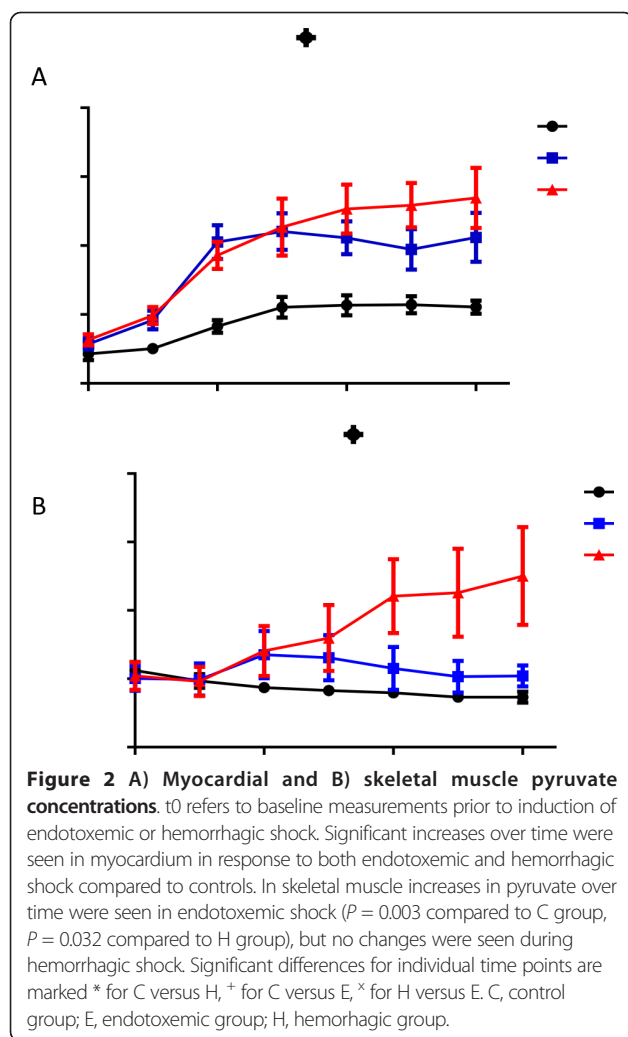 A
B
Figure 2 A) Myocardial and B) skeletal muscle pyruvate
concentrations. t0 refers to baseline measurements prior to induction of
endotoxemic or hemorrhagic shock. Significant increases over time were
seen in myocardium in response to both endotoxemic and hemorrhagic
shock compared to controls. In skeletal muscle increases in pyruvate over
time were seen in endotoxemic shock (P = 0.003 compared to C group,
P = 0.032 compared to H group), but no changes were seen during
hemorrhagic shock. Significant differences for individual time points are
marked * for C versus H, + for C versus E, x for H versus E. C, control
group; E, endotoxemic group; H, hemorrhagic group.